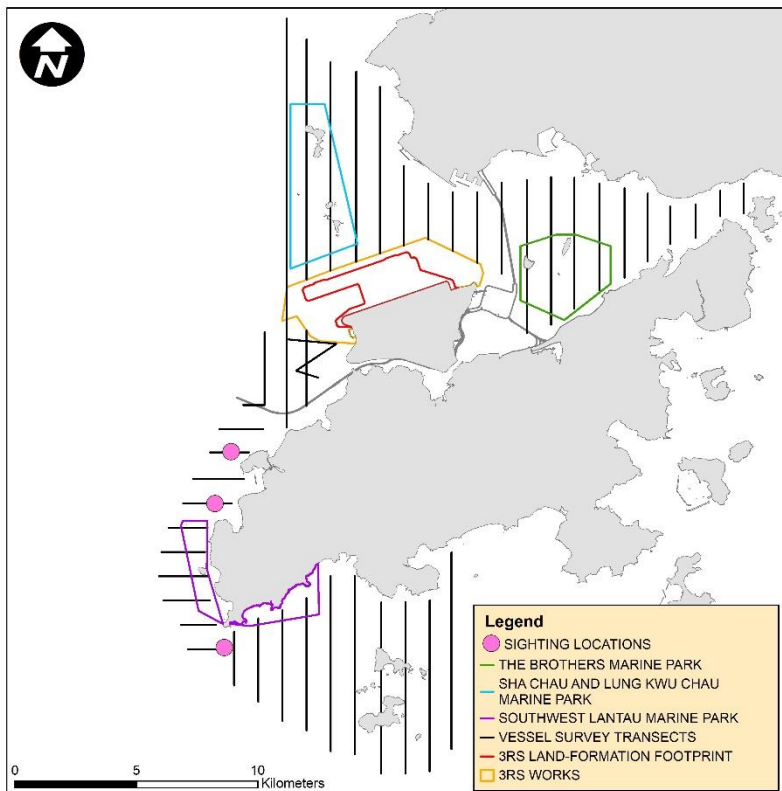 N
Legend
SIGHTING LOCATIONS
THE BROTHERS MARINE PARK
SHA CHAU AND LUNG KWU CHAU
MARINE PARK
SOUTHWEST LANTAU MARINE PARK
VESSEL SURVEY TRANSECTS
3RS LAND-FORMATION FOOTPRINT
3RS WORKS
0 5 10
Kilometers